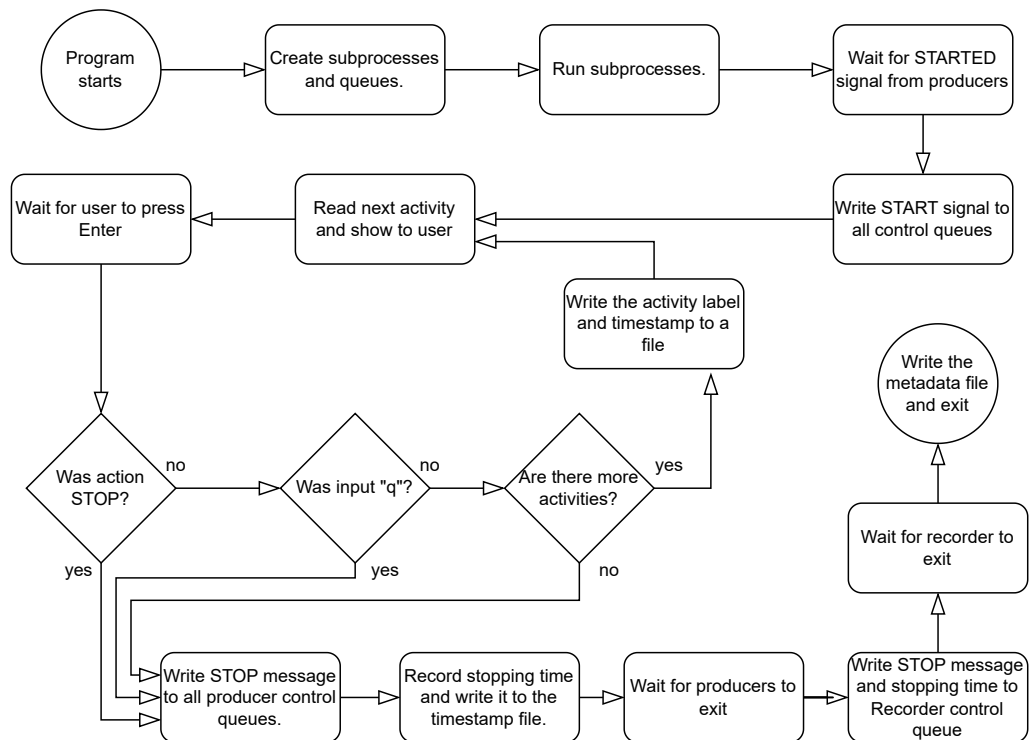 Program
starts
Create subprocesses
and queues.
Run subprocesses.
Wait for STARTED
signal from producers
Wait for user to press
Enter
Read next activity
and show to user
Write START signal to
all control queues
Write the activity label
and timestamp to a
file
Write the
metadata file
and exit
Was action
STOP?
no
yes
Was input "q"?
no
yes
Are there more
activities?
yes
no
Wait for recorder to
exit
Write STOP message
to all producer control
queues.
Record stopping time
and write it to the
timestamp file.
Wait for producers to
exit
Write STOP message
and stopping time to
Recorder control
queue